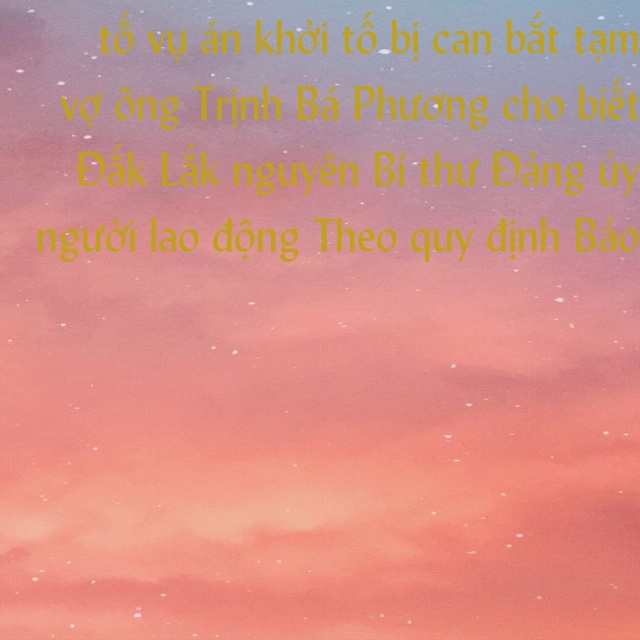 tố vụ án khởi tố bị can bắt tạm
vợ ông Trịnh Bá Phương cho biết
Đắk Lắk nguyên Bí thư Đảng ủy
người lao động Theo quy định Bảo